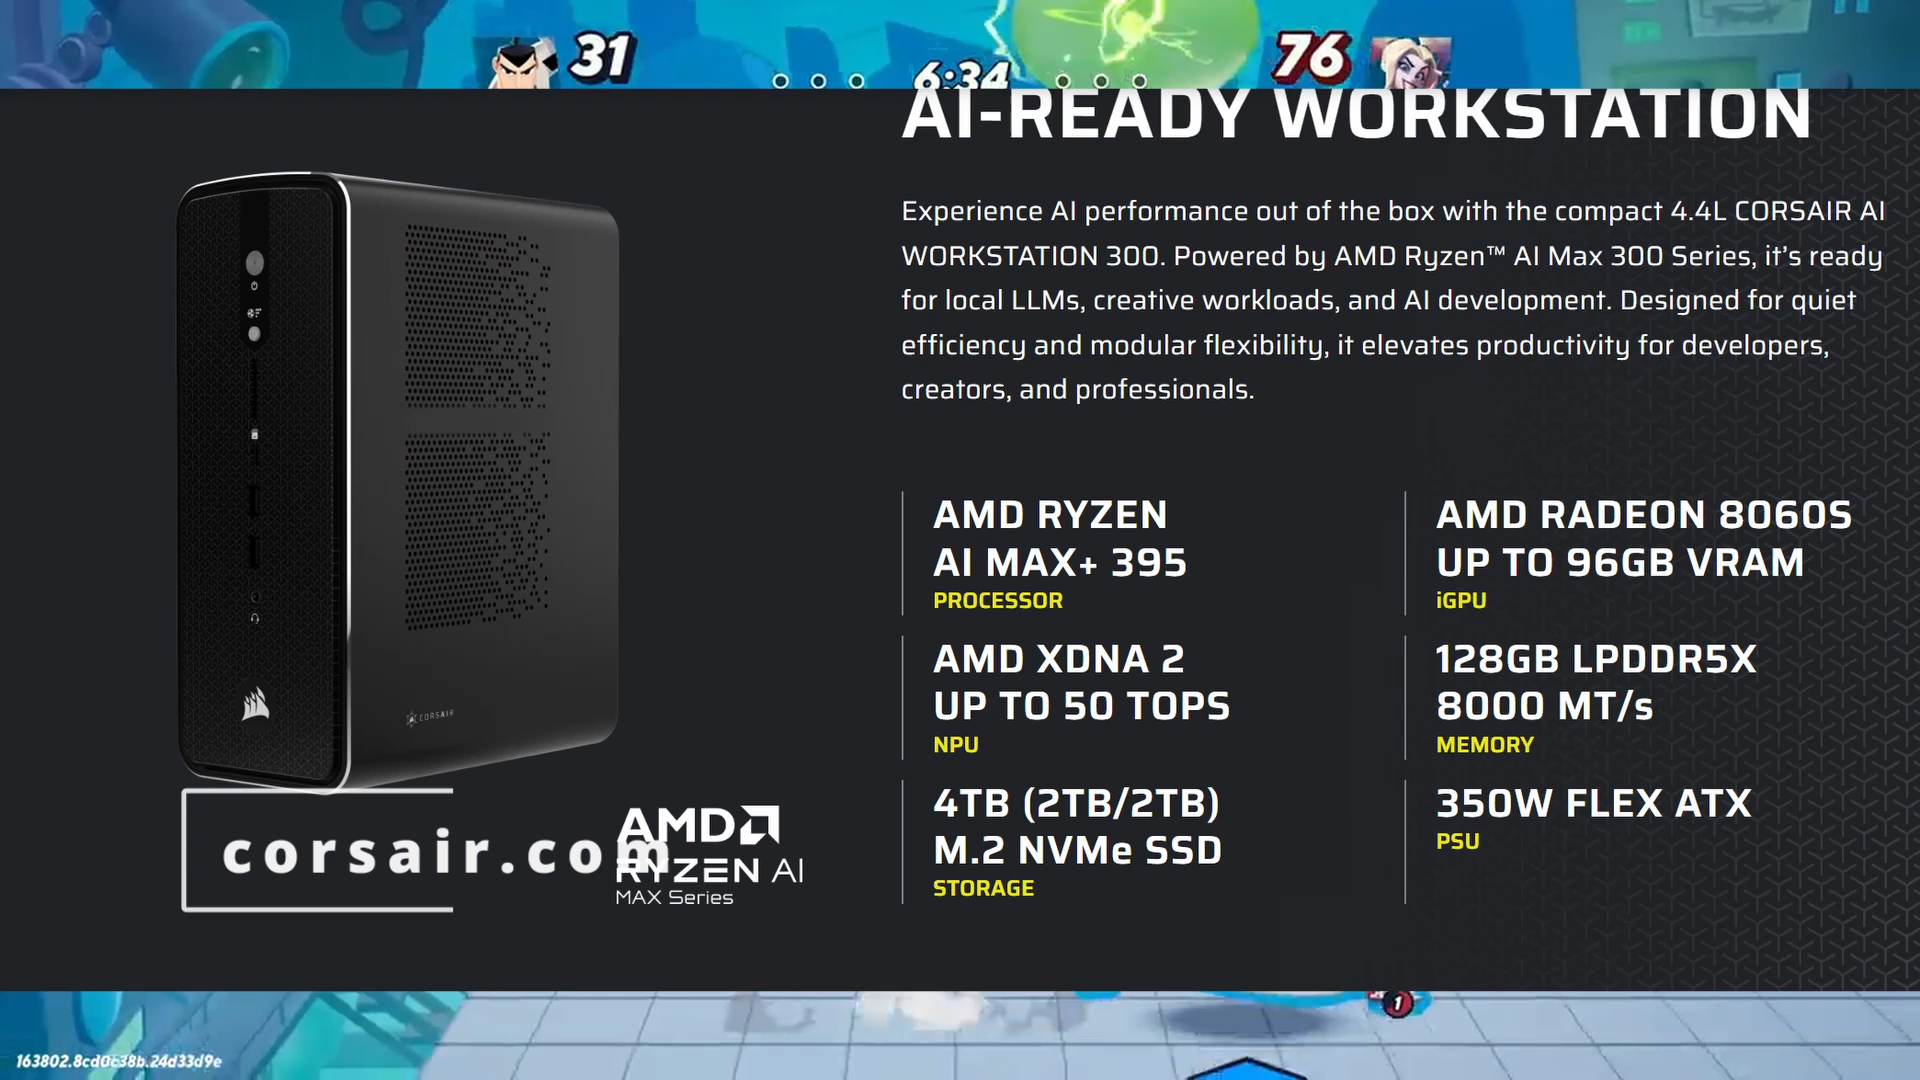 31
6:34
76
AI-READY WORKSTATION
Experience AI performance out of the box with the compact 4.4L CORSAIR AI
WORKSTATION 300. Powered by AMD Ryzen™ AI Max 300 Series, it's ready
for local LLMs, creative workloads, and AI development. Designed for quiet
efficiency and modular flexibility, it elevates productivity for developers,
creators, and professionals.
AMD RYZEN
AI MAX+ 395
PROCESSOR
AMD RADEON 8060S
UP TO 96GB VRAM
iGPU
AMD XDNA 2
UP TO 50 TOPS
NPU
128GB LPDDR5X
8000 MT/s
MEMORY
4TB (2TB/2TB)
M.2 NVMe SSD
STORAGE
350W FLEX ATX
PSU
CORSAIR
corsair.com
AMD
RYZEN AI
MAX Series
1
163802.8cd0c38b.24d33d9e